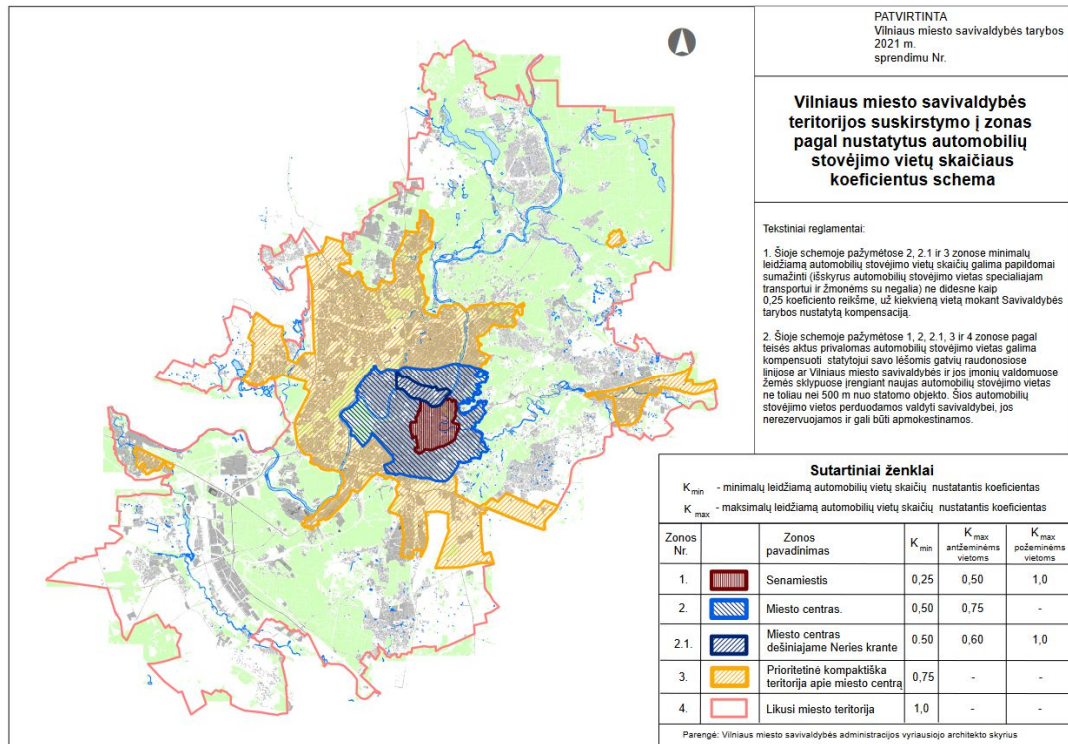 PATVIRTINTA
Vilniaus miesto savivaldybės tarybos
2021 m.
sprendimu Nr.
Vilniaus miesto savivaldybės
teritorijos suskirstymo į zonas
pagal nustatytus automobilių
stovėjimo vietų skaičiaus
koeficientus schema
Tekstiniai reglamentai:
1. Šioje schemoje pažymėtose 2, 2.1 ir 3 zonose minimalų
leidžiamą automobilių stovėjimo vietų skaičių galima papildomai
sumažinti (išskyrus automobilių stovėjimo vietas specialiajam
transportui ir žmonėms su negalia) ne didesne kaip
0,25 koeficiento reikšme, už kiekvieną vietą mokant Savivaldybės
tarybos nustatytą kompensaciją.
2. Šioje schemoje pažymėtose 1, 2, 2.1, 3 ir 4 zonose pagal
teisės aktus privalomas automobilių stovėjimo vietas galima
kompensuoti statytojui savo lėšomis gatvių raudonosiose
linijose ar Vilniaus miesto savivaldybės ir jos įmonių valdomuose
žemės sklypuose įrengiant naujas automobilių stovėjimo vietas
ne toliau nei 500 m nuo statomo objekto. Šios automobilių
stovėjimo vietos perduodamos valdyti savivaldybei, jos
nerezervuojamos ir gali būti apmokestinamos.
Sutartiniai ženklai
K min - minimalų leidžiamą automobilių vietų skaičių nustatantis koeficientas
K max - maksimalų leidžiamą automobilių vietų skaičių nustatantis koeficientas
Zonos Nr. Zonos pavadinimas K min K max antžeminėms vietoms K max požeminėms vietoms
1. Senamiestis 0,25 0,50 1,0
2. Miesto centras. 0,50 0,75 -
2.1. Miesto centras dešiniajame Neries krante 0.50 0,60 1,0
3. Prioritetinė kompaktiška teritorija apie miesto centrą 0,75 - -
4. Likusi miesto teritorija 1,0 - -
Parengė: Vilniaus miesto savivaldybės administracijos vyriausiojo architekto skyrius